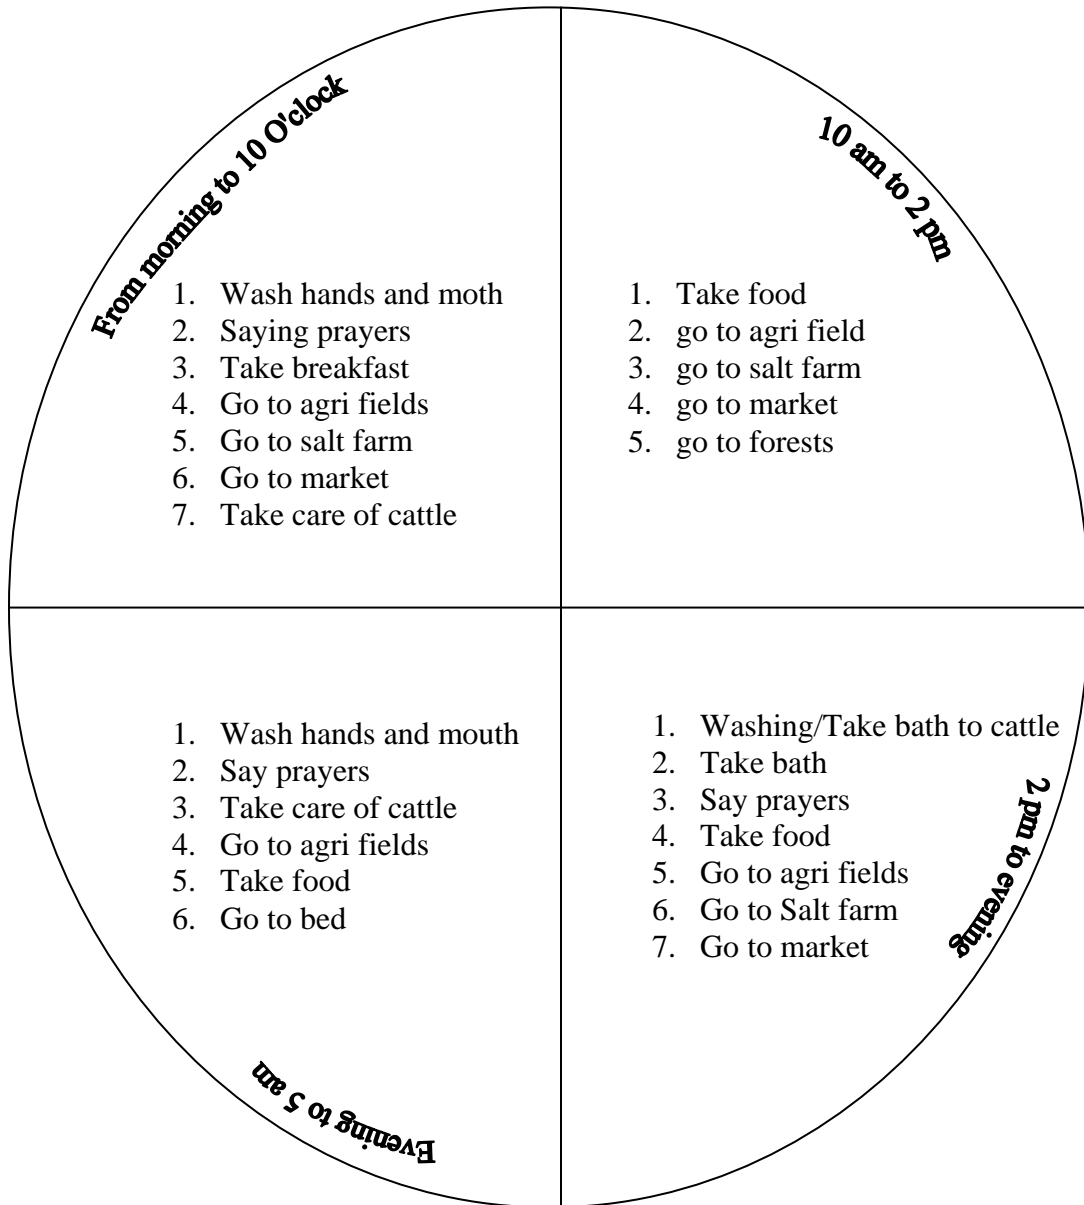 From morning to 10 O'clock
1. Wash hands and moth
2. Saying prayers
3. Take breakfast
4. Go to agri fields
5. Go to salt farm
6. Go to market
7. Take care of cattle
10 am to 2 pm
1. Take food
2. go to agri field
3. go to salt farm
4. go to market
5. go to forests
1. Washing/Take bath to cattle
2. Take bath
3. Say prayers
4. Take food
5. Go to agri fields
6. Go to Salt farm
7. Go to market
2 pm to evening
1. Wash hands and mouth
2. Say prayers
3. Take care of cattle
4. Go to agri fields
5. Take food
6. Go to bed
Evening to 5 am